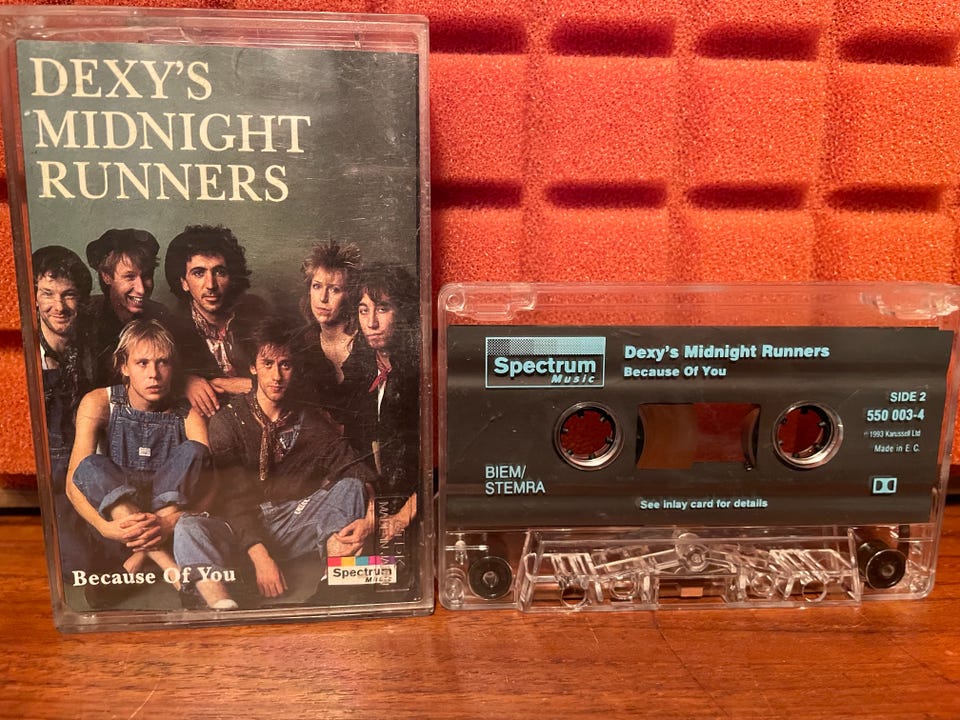 DEXY'S
MIDNIGHT
RUNNERS
Because Of You
Spectrum
Music
Spectrum
Music
Dexy's Midnight Runners
Because Of You
SIDE 2
550 003-4
℗ 1993 Karussell Ltd
Made in E. C.
BIEM/
STEMRA
See inlay card for details